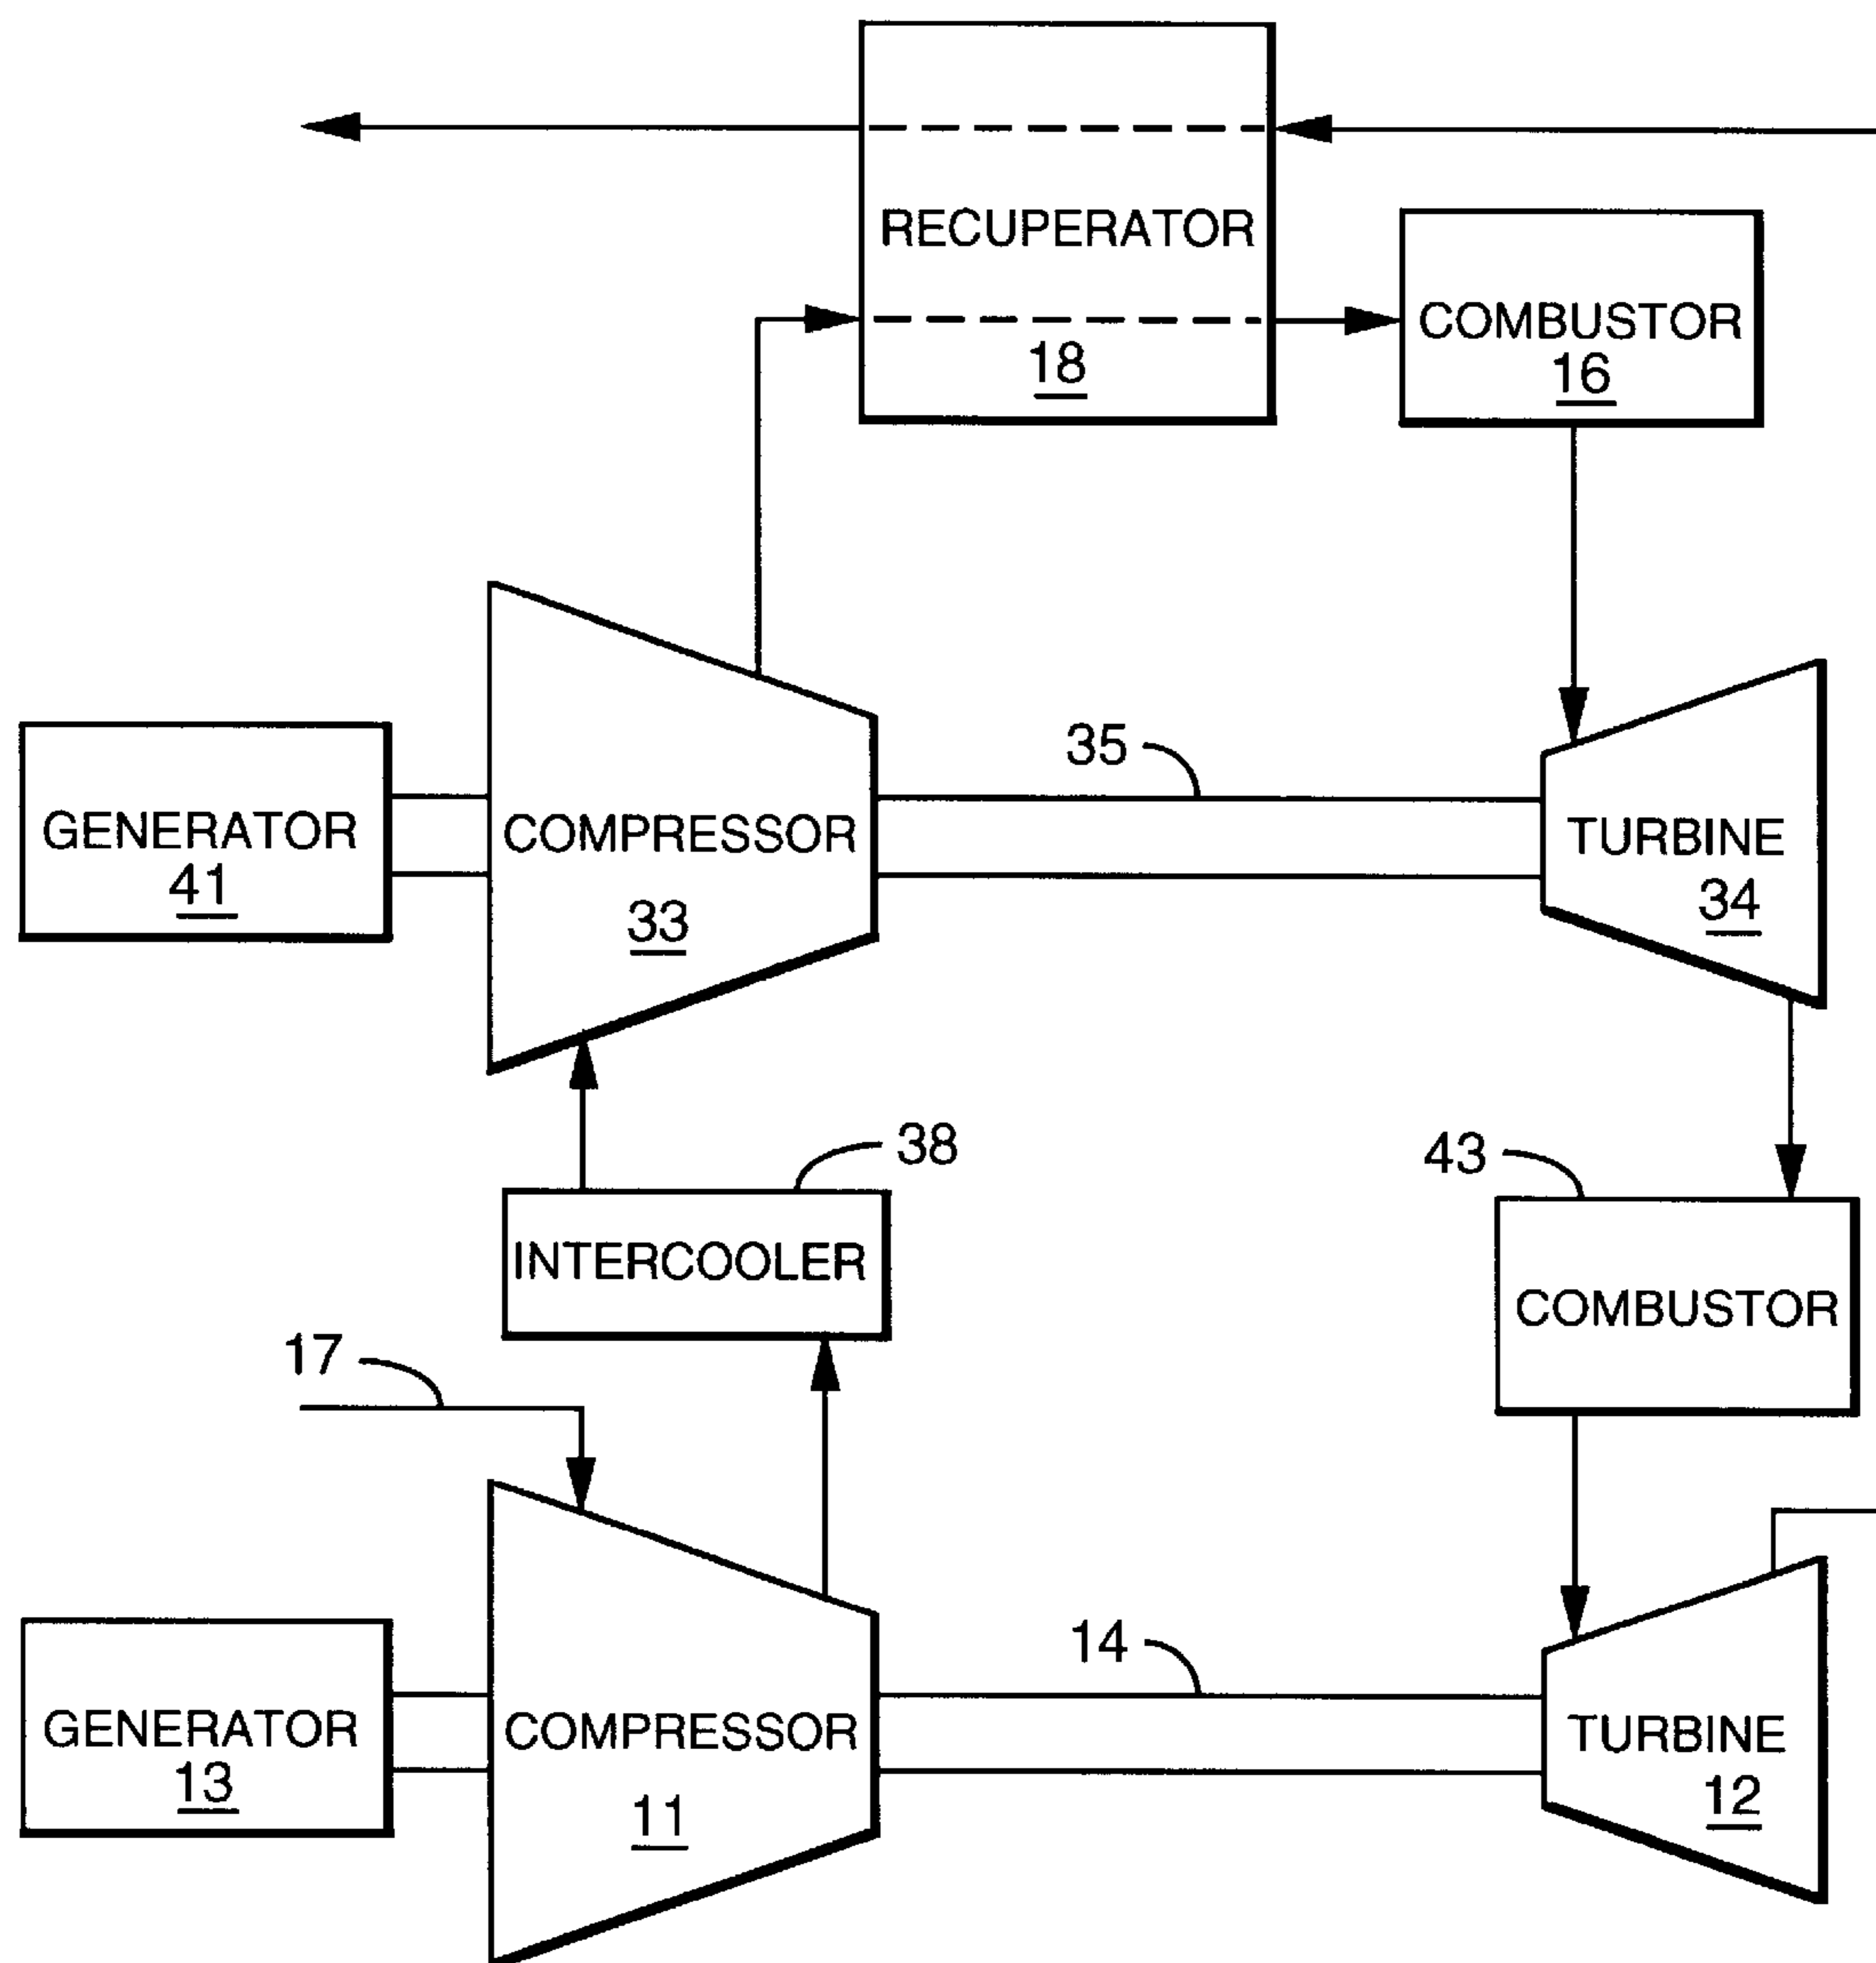 RECUPERATOR
18
COMBUSTOR
16
35
GENERATOR
41
COMPRESSOR
33
TURBINE
34
38
43
INTERCOOLER
COMBUSTOR
17
14
GENERATOR
13
COMPRESSOR
11
TURBINE
12